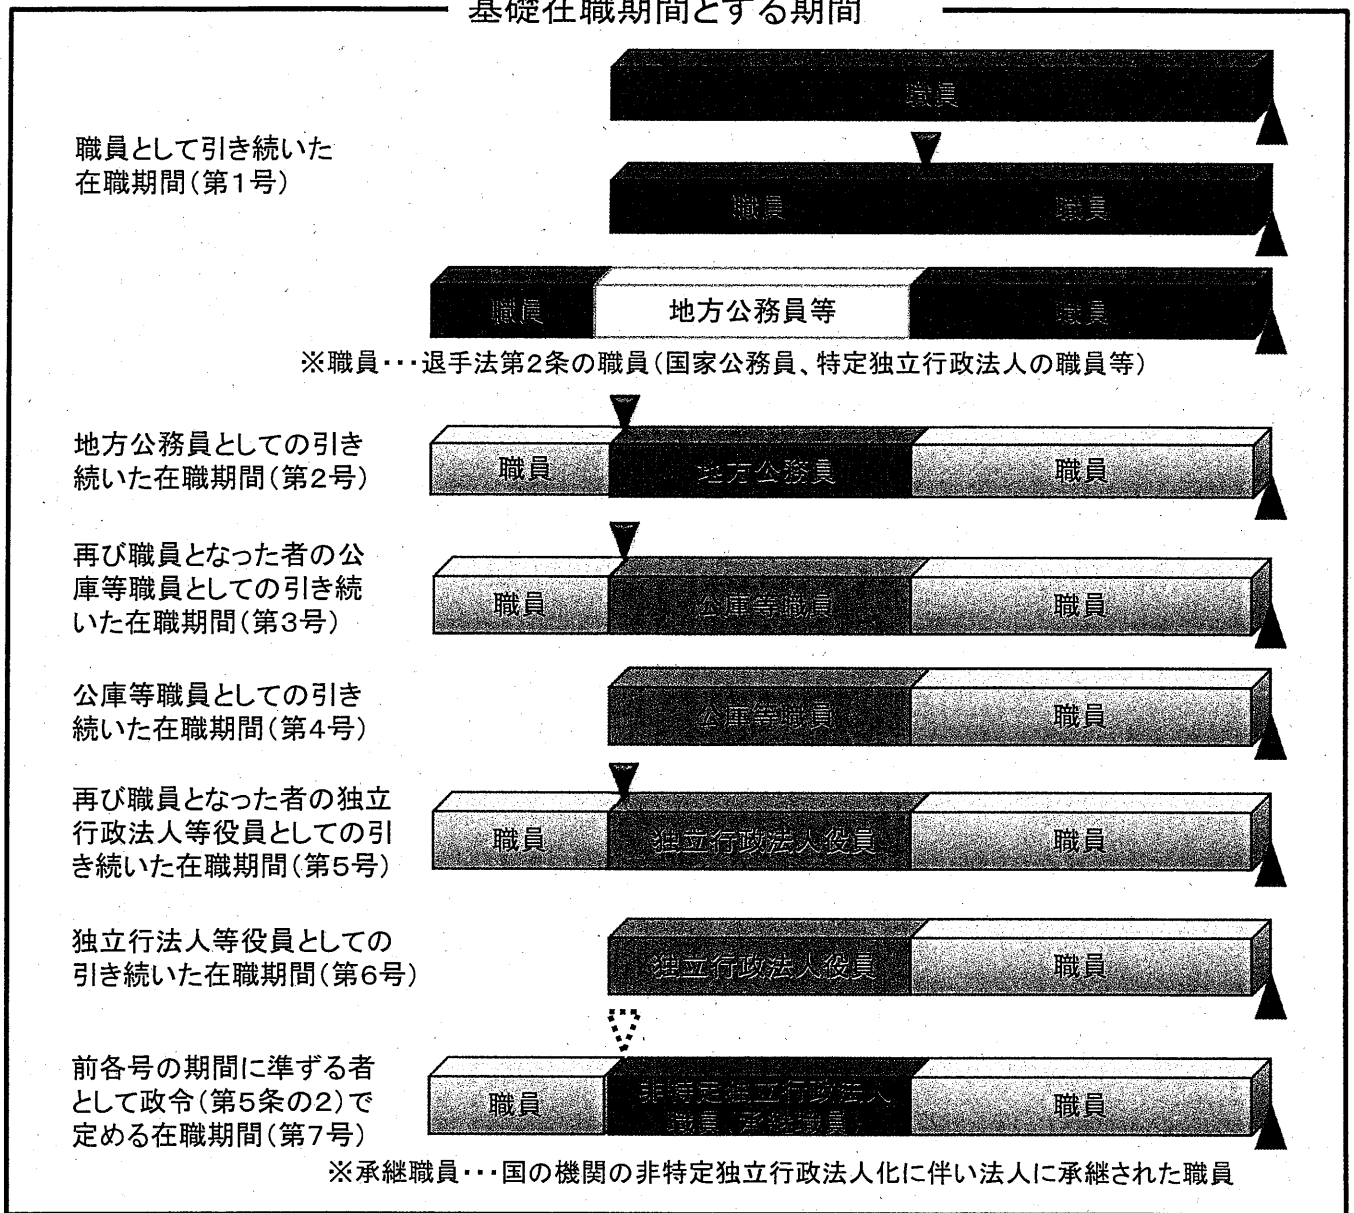 基礎在職期間とする期間
職員
職員として引き続いた
在職期間(第1号)
職員 職員
職員 地方公務員等 職員
※職員・・・退手法第2条の職員(国家公務員、特定独立行政法人の職員等)
地方公務員としての引き
続いた在職期間(第2号)
職員 地方公務員 職員
再び職員となった者の公
庫等職員としての引き続
いた在職期間(第3号)
職員 公庫等職員 職員
公庫等職員としての引き
続いた在職期間(第4号)
公庫等職員 職員
再び職員となった者の独立
行政法人等役員としての引
き続いた在職期間(第5号)
職員 独立行政法人役員 職員
独立行法人等役員としての
引き続いた在職期間(第6号)
独立行政法人役員 職員
前各号の期間に準ずる者
として政令(第5条の2)で
定める在職期間(第7号)
職員 非特定独立行政法人 職員
職員(承継職員)
※承継職員・・・国の機関の非特定独立行政法人化に伴い法人に承継された職員